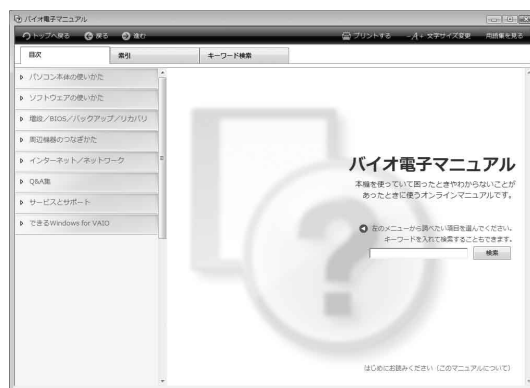 バイオ電子マニュアル
トップへ戻る 戻る 進む プリントする -A+ 文字サイズ変更 用語集を見る
目次 索引 キーワード検索
パソコン本体の使いかた
ソフトウェアの使いかた
増設／BIOS／バックアップ／リカバリ
周辺機器のつなぎかた
インターネット／ネットワーク
Q&A集
サービスとサポート
できるWindows for VAIO
バイオ電子マニュアル
本機を使っていて困ったときやわからないことが
あったときに使うオンラインマニュアルです。
左のメニューから調べたい項目を選んでください。
キーワードを入れて検索することもできます。
検索
はじめにお読みください（このマニュアルについて）